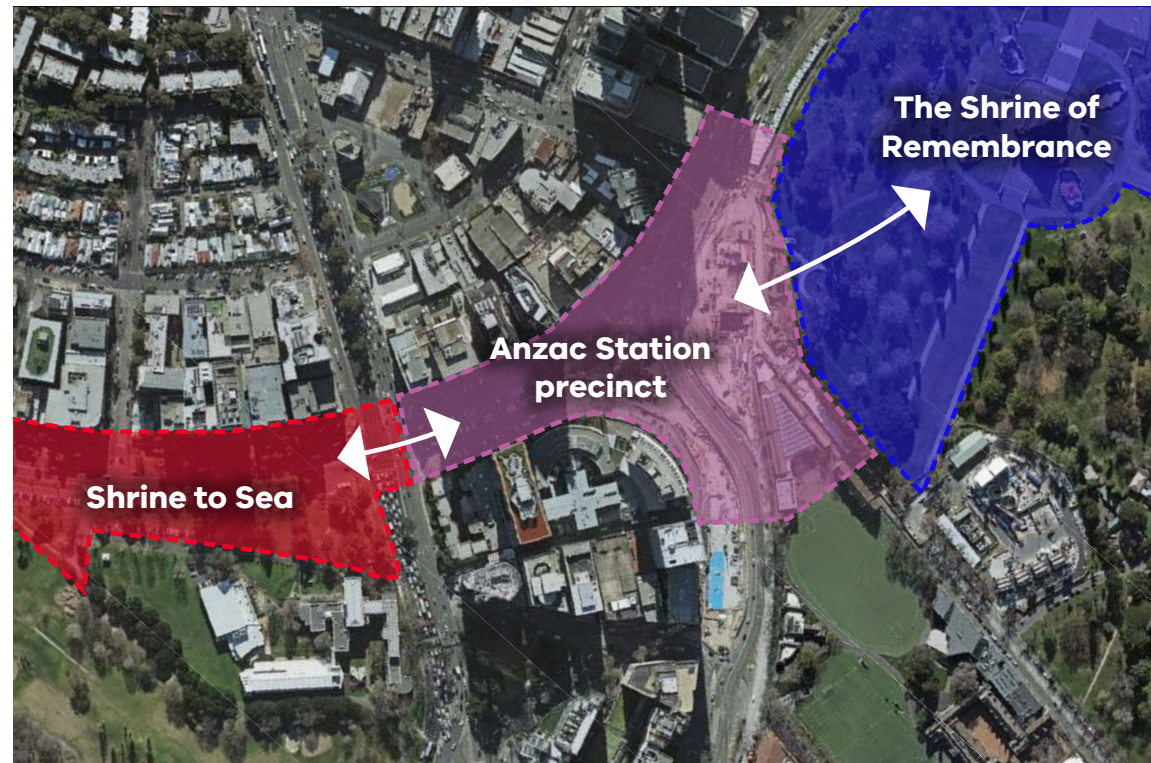 The Shrine of
Remembrance
Anzac Station
precinct
Shrine to Sea